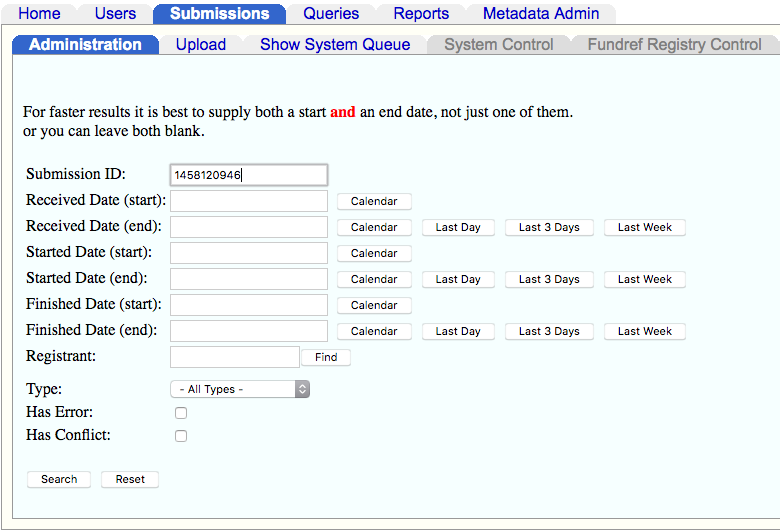 Home Users Submissions Queries Reports Metadata Admin
Administration Upload Show System Queue System Control Fundref Registry Control
For faster results it is best to supply both a start and an end date, not just one of them.
or you can leave both blank.
Submission ID: 1458120946
Received Date (start): Calendar
Received Date (end): Calendar Last Day Last 3 Days Last Week
Started Date (start): Calendar
Started Date (end): Calendar Last Day Last 3 Days Last Week
Finished Date (start): Calendar
Finished Date (end): Calendar Last Day Last 3 Days Last Week
Registrant: Find
Type: - All Types -
Has Error:
Has Conflict:
Search Reset